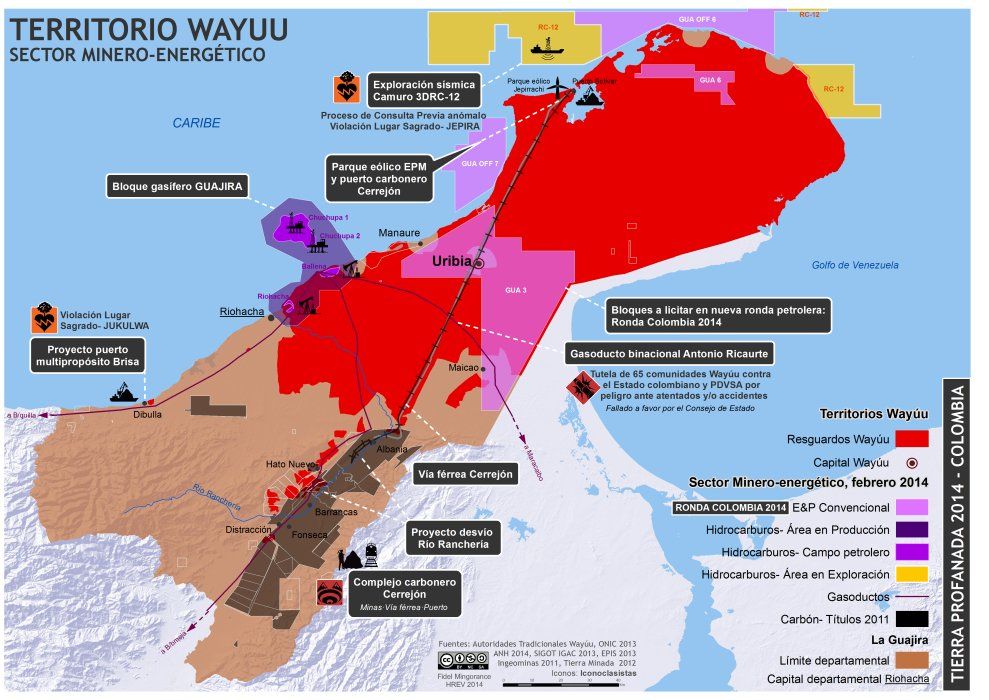 TERRITORIO WAYUU
SECTOR MINERO-ENERGÉTICO
RC-12
GUA OFF 6
RC-12
GUA 6
RC-12
Exploración sísmica
Camuro 3DRC-12
Proceso de Consulta Previa anómalo
Violación Lugar Sagrado- JEPIRA
Parque eólico
Jepirrachi
Puerto Bolívar
CARIBE
GUA OFF 7
Parque eólico EPM
y puerto carbonero
Cerrejón
Bloque gasífero GUAJIRA
Chuchupa 1
Chuchupa 2
Manaure
Ballena
Uribia
Golfo de Venezuela
GUA 3
Riohacha
Riohacha
Bloques a licitar en nueva ronda petrolera:
Ronda Colombia 2014
Violación Lugar
Sagrado- JUKULWA
Proyecto puerto
multipropósito Brisa
Gasoducto binacional Antonio Ricaurte
Tutela de 65 comunidades Wayúu contra
el Estado colombiano y PDVSA por
peligro ante atentados y/o accidentes
Fallado a favor por el Consejo de Estado
Maicao
a B/quilla
Dibulla
a Maracaibo
Albania
Hato Nuevo
Vía férrea Cerrejón
Río Ranchería
Barrancas
Distracción
Fonseca
Proyecto desvio
Río Ranchería
Complejo carbonero
Cerrejón
Minas-Vía férrea-Puerto
a B/bmeja
Territorios Wayúu
Resguardos Wayúu
Capital Wayúu
Sector Minero-energético, febrero 2014
RONDA COLOMBIA 2014 E&P Convencional
Hidrocarburos- Área en Producción
Hidrocarburos- Campo petrolero
Hidrocarburos- Área en Exploración
Gasoductos
Carbón- Títulos 2011
La Guajira
Límite departamental
Capital departamental Riohacha
Fuentes: Autoridades Tradicionales Wayúu, ONIC 2013
ANH 2014, SIGOT IGAC 2013, EPIS 2013
Ingeominas 2011, Tierra Minada 2012
Iconos: Iconoclasistas
cc
BY NC SA
Fidel Mingorance
HREV 2014
TIERRA PROFANADA 2014 - COLOMBIA